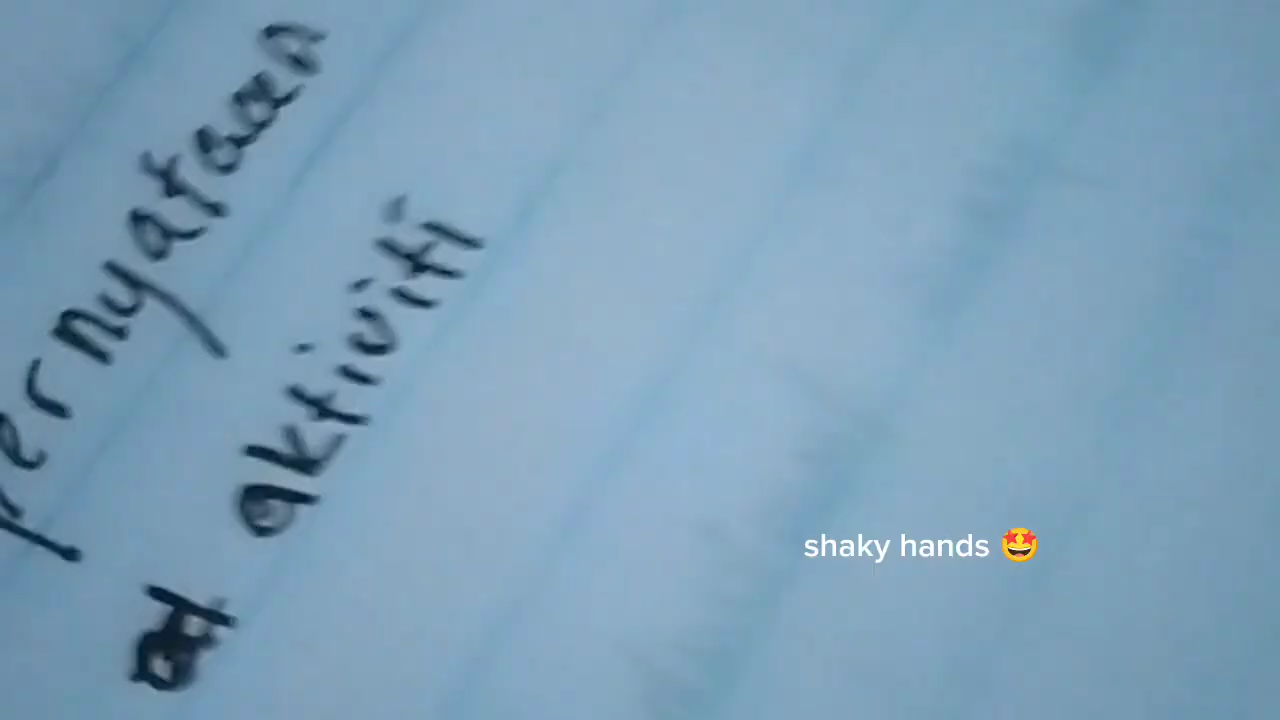 pernyataan
aktiviti
shaky hands 🤩